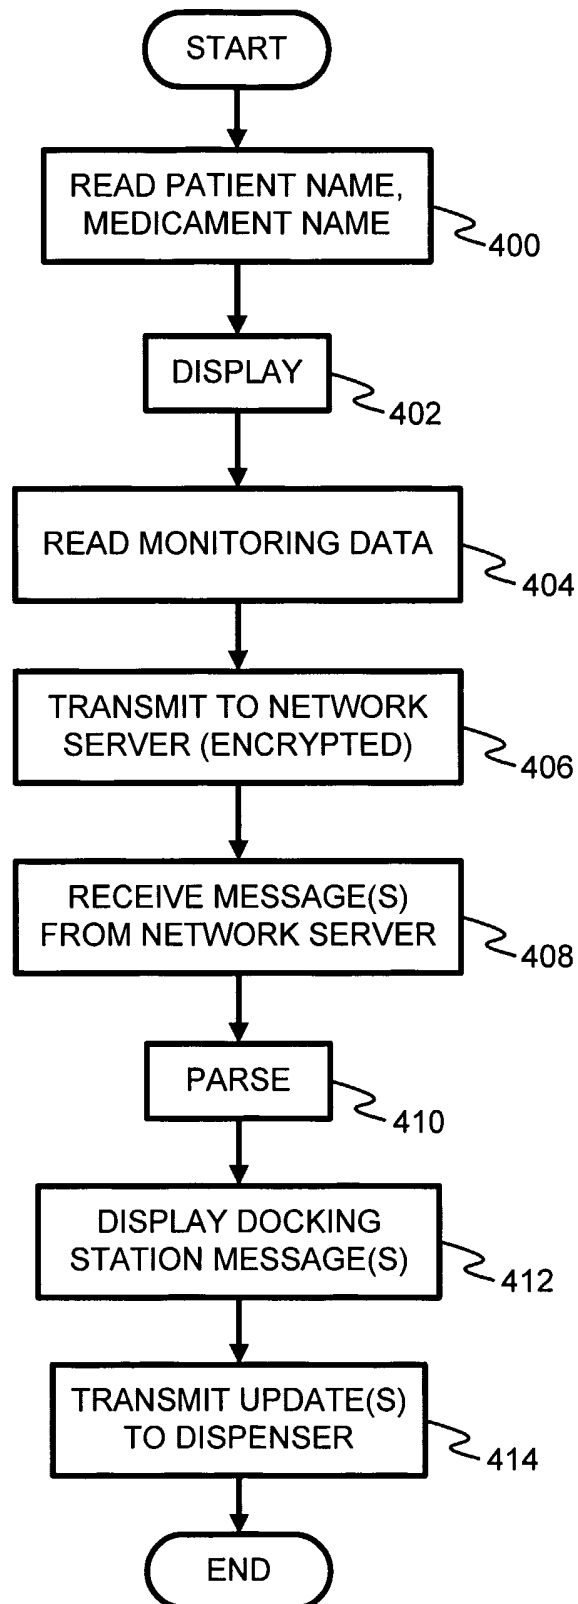 START
READ PATIENT NAME,
MEDICAMENT NAME
400
DISPLAY
402
READ MONITORING DATA
404
TRANSMIT TO NETWORK
SERVER (ENCRYPTED)
406
RECEIVE MESSAGE(S)
FROM NETWORK SERVER
408
PARSE
410
DISPLAY DOCKING
STATION MESSAGE(S)
412
TRANSMIT UPDATE(S)
TO DISPENSER
414
END